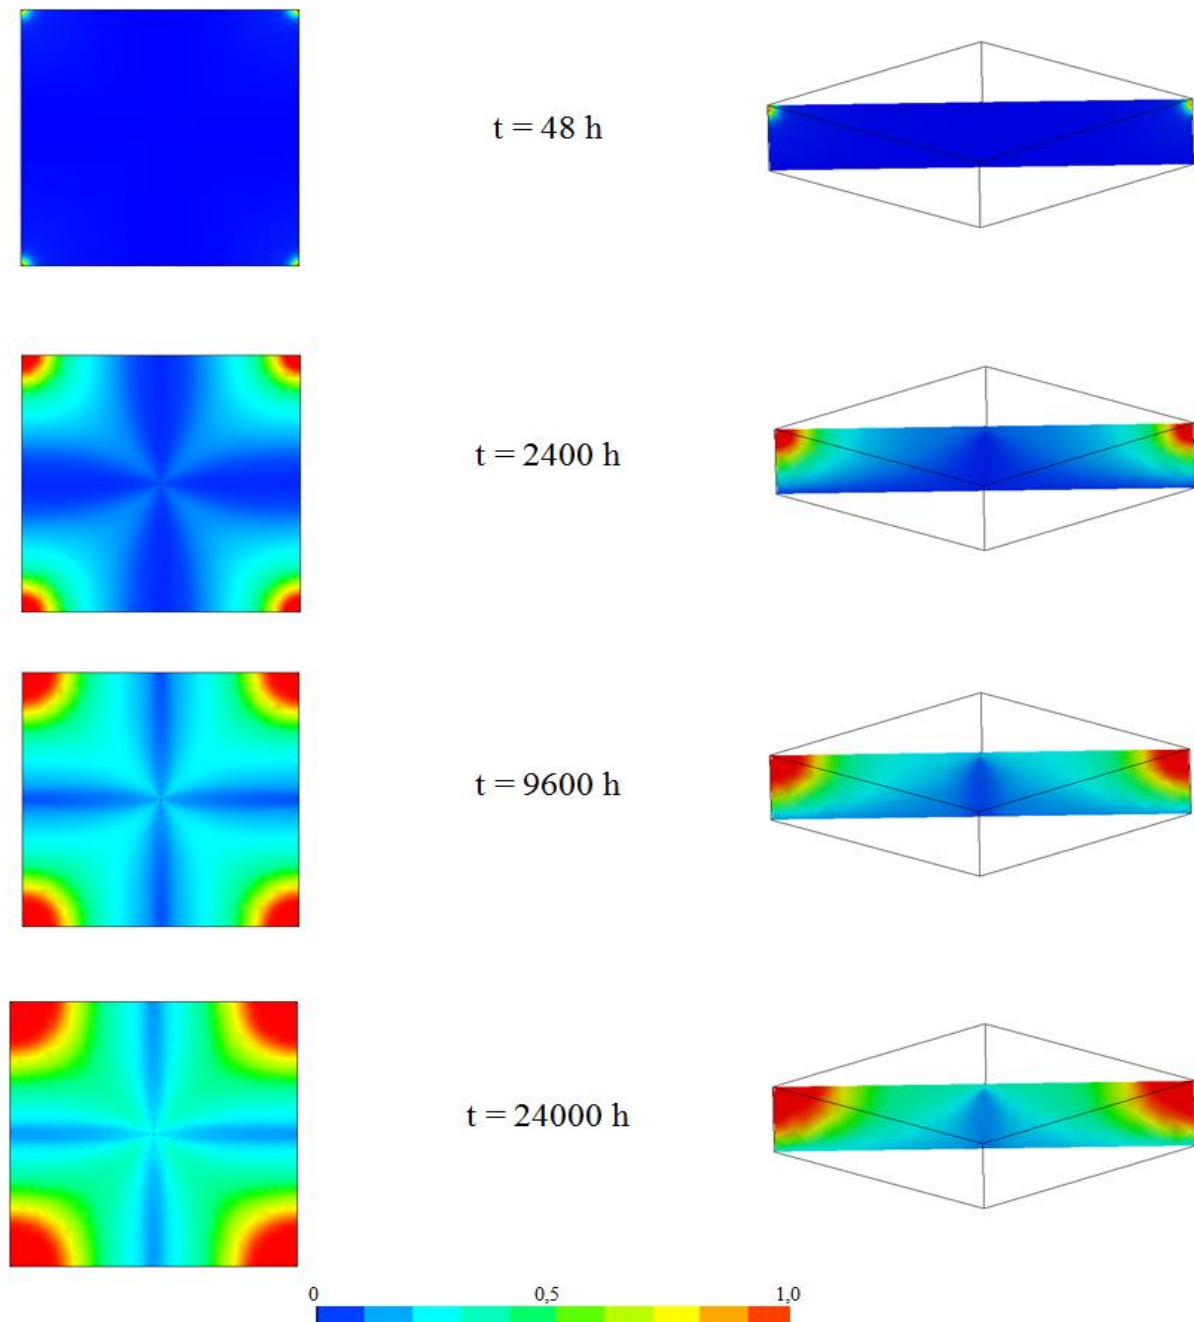 t = 48 h
t = 2400 h
t = 9600 h
t = 24000 h
0 0,5 1,0